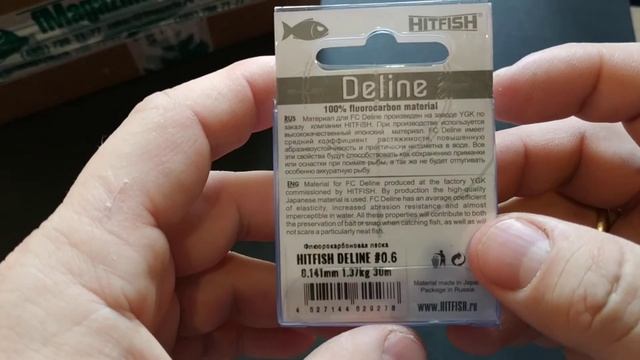 HITFISH
Deline
100% fluorocarbon material
RUS Материал для FC Deline произведен на заводе YGK по
заказу компании HITFISH. При производстве используется
высококачественный японский материал. FC Deline имеет
средний коэффициент растяжимости, повышенную
абразивоустойчивость и практически незаметна в воде. Все
эти свойства будут способствовать как сохранению приманки
или оснастки при поимке рыбы, а так же не будет отпугивать
особенно аккуратную рыбу.
ENG Material for FC Deline produced at the factory YGK
commissioned by HITFISH. By production the high-quality
Japanese material is used. FC Deline has an average coefficient
of elasticity, increased abrasion resistance and almost
imperceptible in water. All these properties will contribute to both
the preservation of bait or snap when catching fish, as well as will
not scare a particularly neat fish.
Флюорокарбоновая леска
HITFISH DELINE #0.6
0.141mm 1.37kg 30m
4 527144 629278
Material made in Japan
Package in Russia
www.HITFISH.ru